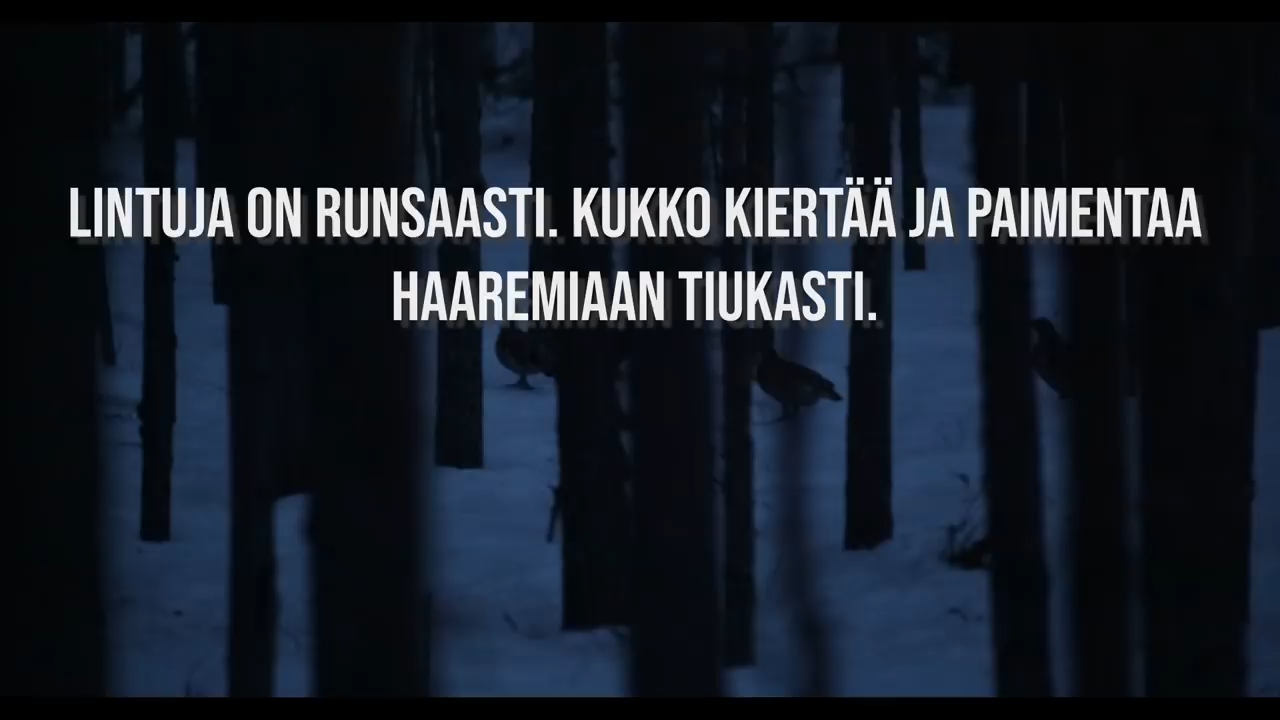 LINTUJA ON RUNSAASTI. KUKKO KIERTÄÄ JA PAIMENTAA
HAAREMIAAN TIUKASTI.